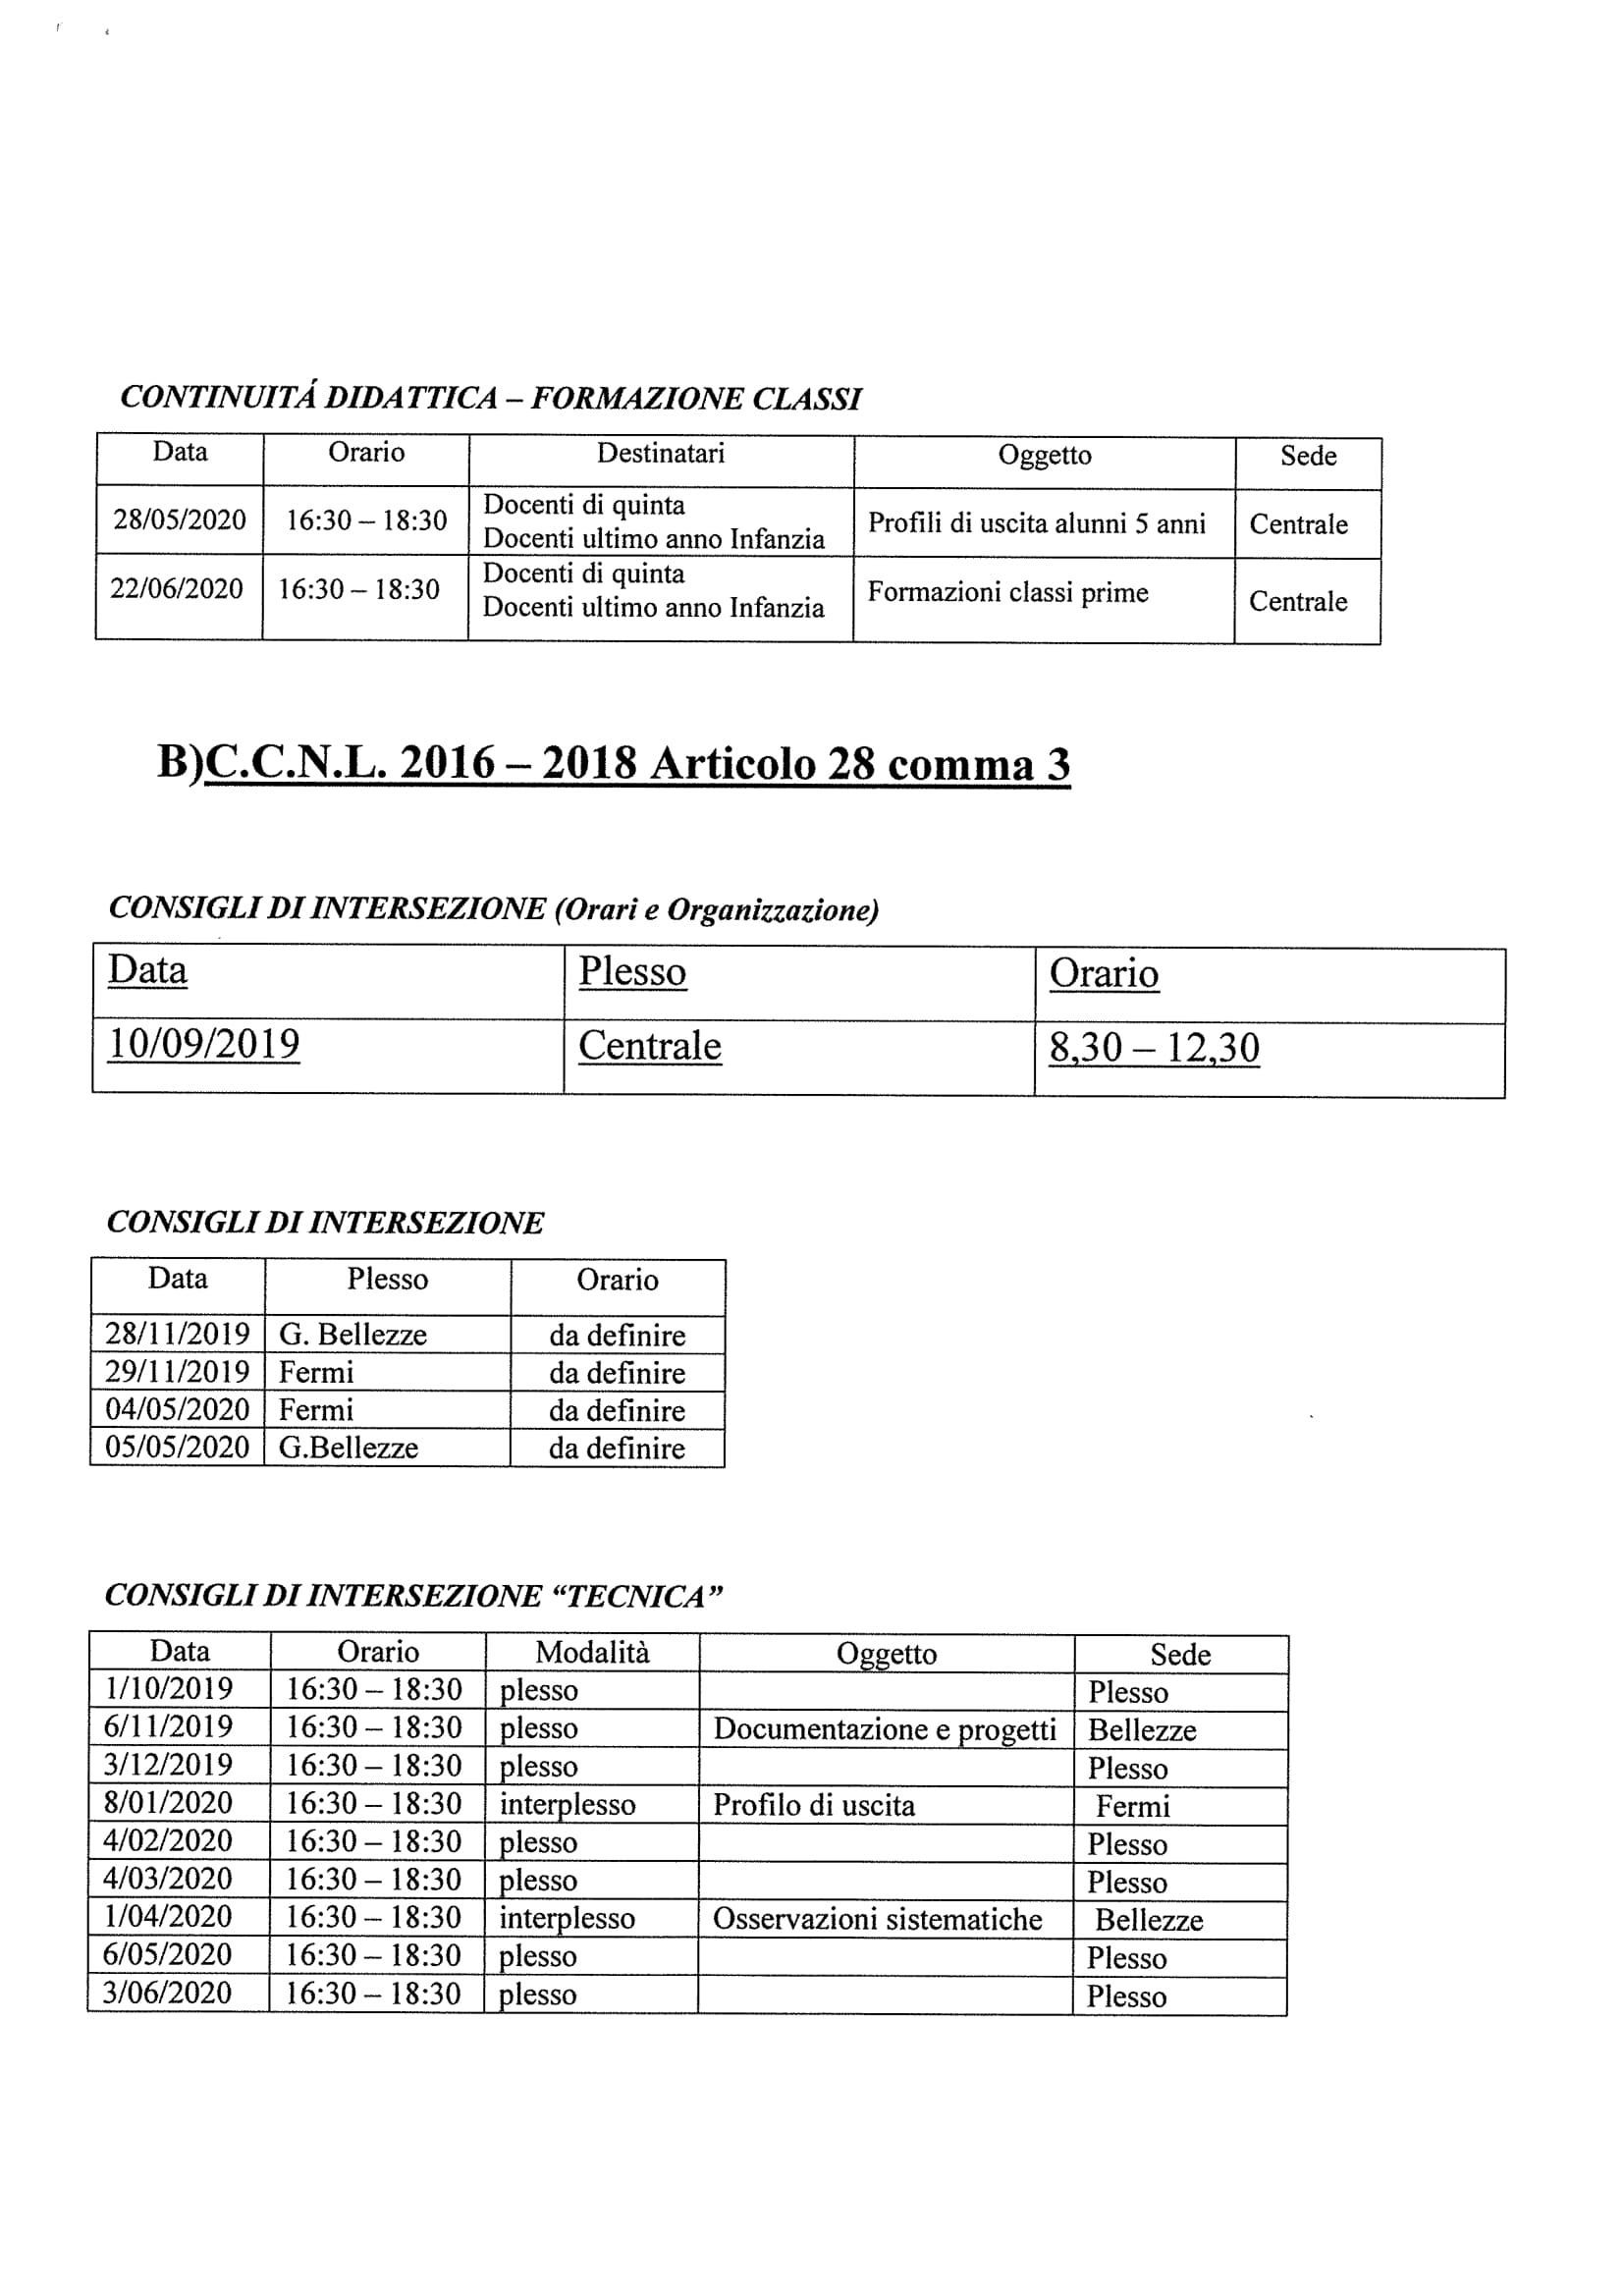 CONTINUITÁ DIDATTICA – FORMAZIONE CLASSI
Data Orario Destinatari Oggetto Sede
28/05/2020 16:30 – 18:30 Docenti di quinta
Docenti ultimo anno Infanzia Profili di uscita alunni 5 anni Centrale
22/06/2020 16:30 – 18:30 Docenti di quinta
Docenti ultimo anno Infanzia Formazioni classi prime Centrale
B)C.C.N.L. 2016 – 2018 Articolo 28 comma 3
CONSIGLI DI INTERSEZIONE (Orari e Organizzazione)
Data Plesso Orario
10/09/2019 Centrale 8,30 – 12,30
CONSIGLI DI INTERSEZIONE
Data Plesso Orario
28/11/2019 G. Bellezze da definire
29/11/2019 Fermi da definire
04/05/2020 Fermi da definire
05/05/2020 G.Bellezze da definire
CONSIGLI DI INTERSEZIONE “TECNICA”
Data Orario Modalità Oggetto Sede
1/10/2019 16:30 – 18:30 plesso Plesso
6/11/2019 16:30 – 18:30 plesso Documentazione e progetti Bellezze
3/12/2019 16:30 – 18:30 plesso Plesso
8/01/2020 16:30 – 18:30 interplesso Profilo di uscita Fermi
4/02/2020 16:30 – 18:30 plesso Plesso
4/03/2020 16:30 – 18:30 plesso Plesso
1/04/2020 16:30 – 18:30 interplesso Osservazioni sistematiche Bellezze
6/05/2020 16:30 – 18:30 plesso Plesso
3/06/2020 16:30 – 18:30 plesso Plesso